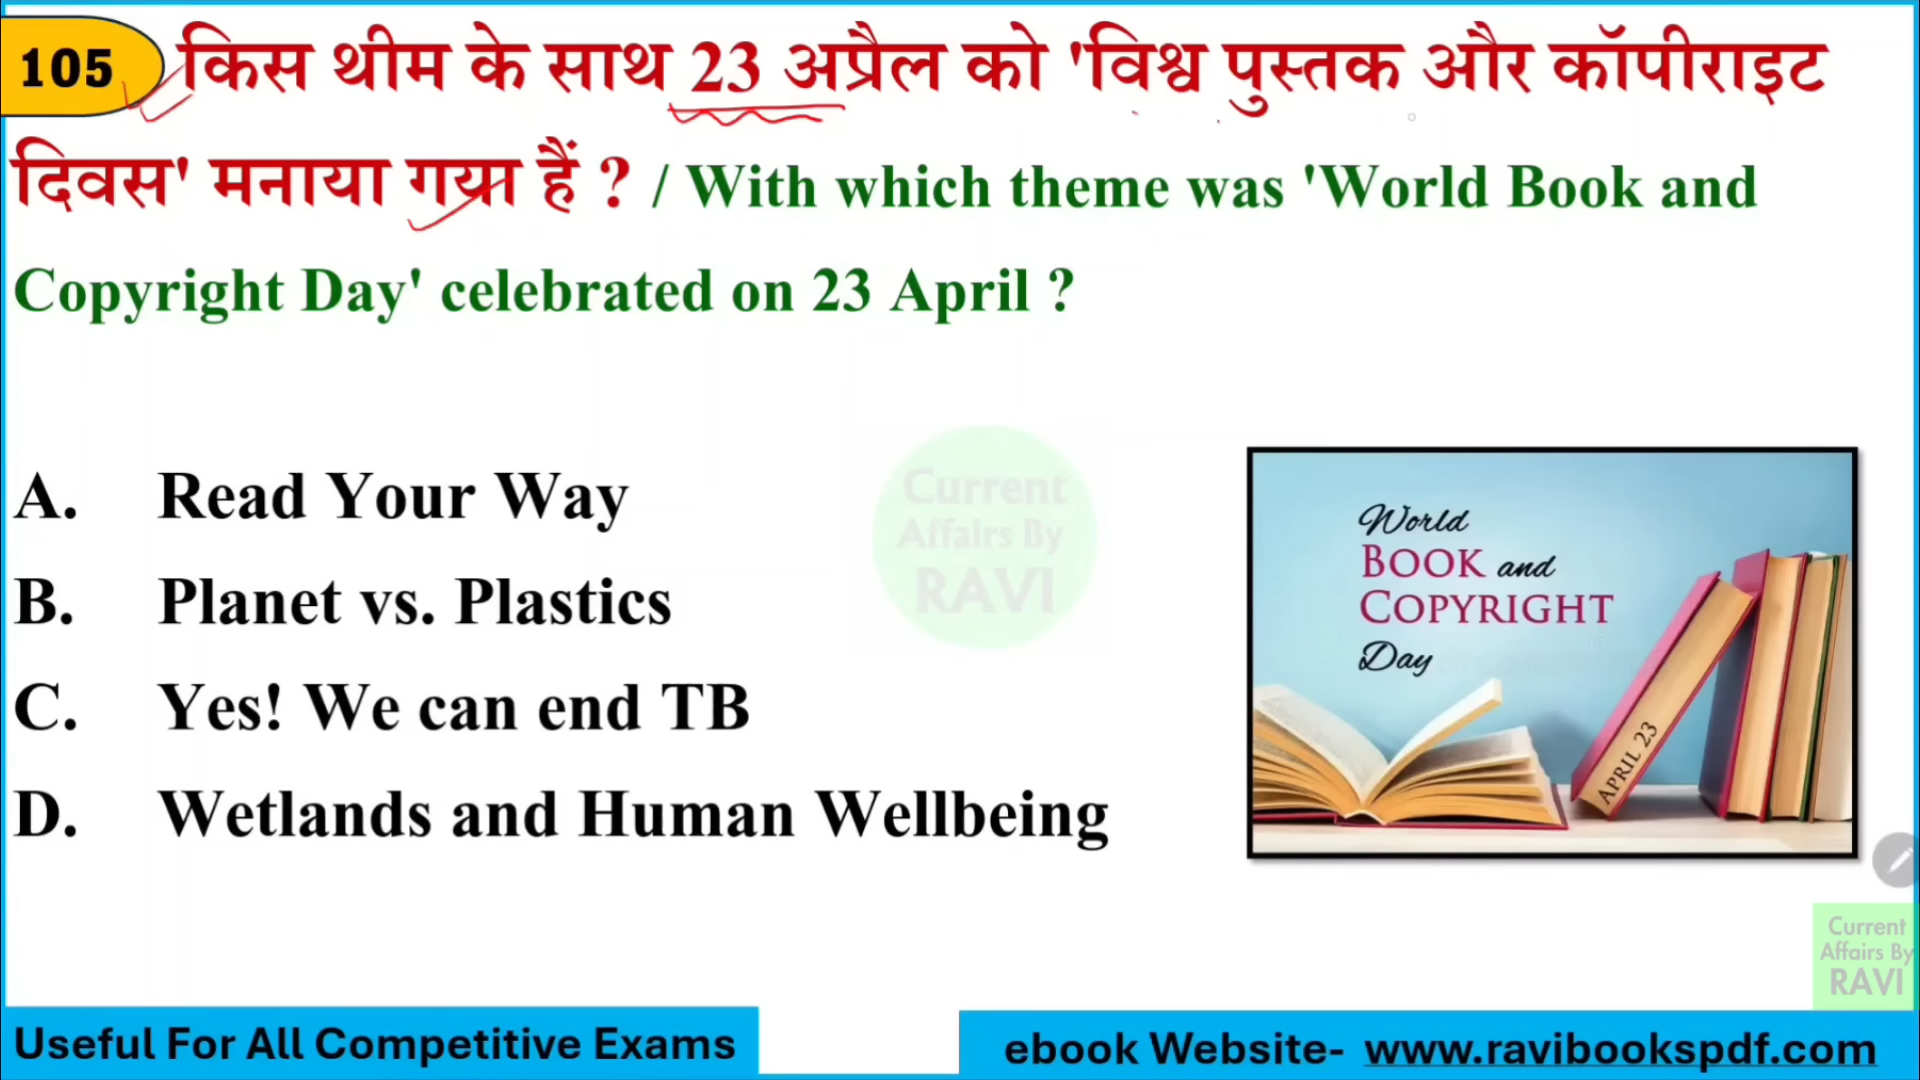 105
किस थीम के साथ 23 अप्रैल को 'विश्व पुस्तक और कॉपीराइट
दिवस' मनाया गया हैं ? / With which theme was 'World Book and
Copyright Day' celebrated on 23 April ?
A. Read Your Way
B. Planet vs. Plastics
C. Yes! We can end TB
D. Wetlands and Human Wellbeing
Current
Affairs By
RAVI
World
BOOK and
COPYRIGHT
Day
APRIL 23
Current
Affairs By
RAVI
Useful For All Competitive Exams
ebook Website- www.ravibookspdf.com